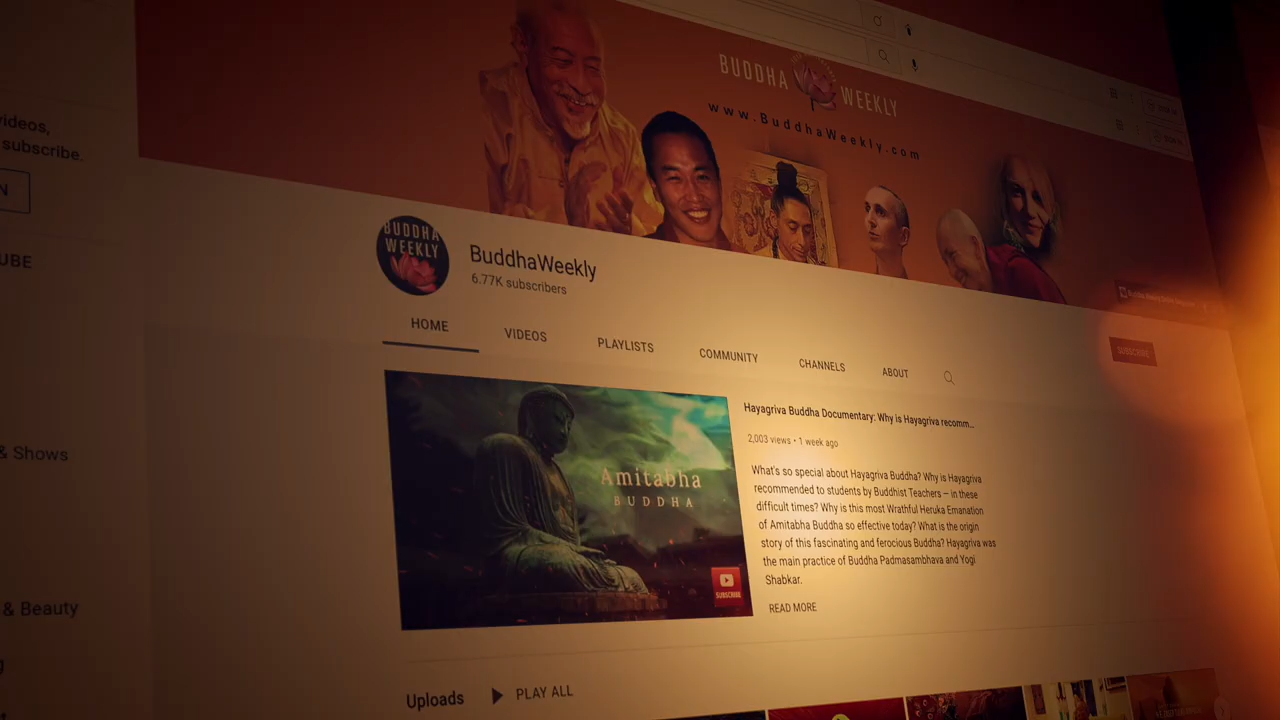 BUDDHA WEEKLY
www.BuddhaWeekly.com
videos,
subscribe.
N
UBE
BUDDHA
WEEKLY
BuddhaWeekly
6.77K subscribers
SUBSCRIBE
HOME VIDEOS PLAYLISTS COMMUNITY CHANNELS ABOUT
Amitabha
BUDDHA
SUBSCRIBE
Hayagriva Buddha Documentary: Why is Hayagriva recomm...
2,003 views • 1 week ago
What's so special about Hayagriva Buddha? Why is Hayagriva
recommended to students by Buddhist Teachers — in these
difficult times? Why is this most Wrathful Heruka Emanation
of Amitabha Buddha so effective today? What is the origin
story of this fascinating and ferocious Buddha? Hayagriva was
the main practice of Buddha Padmasambhava and Yogi
Shabkar.
READ MORE
& Shows
& Beauty
g
Uploads PLAY ALL